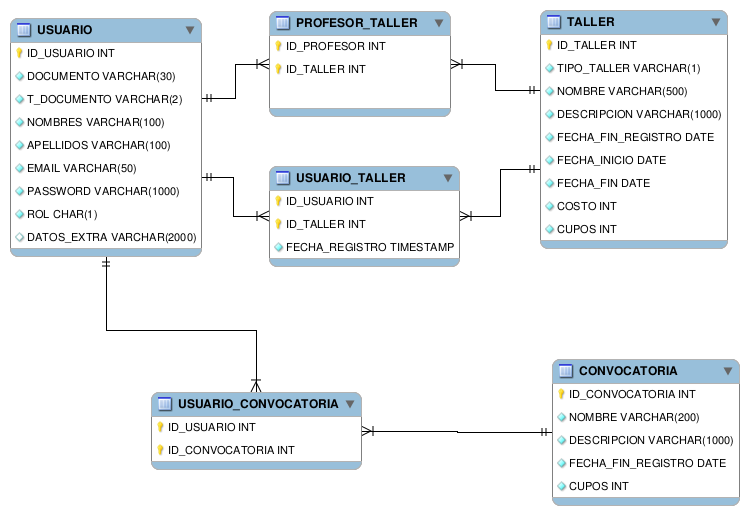 USUARIO
ID_USUARIO INT
DOCUMENTO VARCHAR(30)
T_DOCUMENTO VARCHAR(2)
NOMBRES VARCHAR(100)
APELLIDOS VARCHAR(100)
EMAIL VARCHAR(50)
PASSWORD VARCHAR(1000)
ROL CHAR(1)
DATOS_EXTRA VARCHAR(2000)
PROFESOR_TALLER
ID_PROFESOR INT
ID_TALLER INT
TALLER
ID_TALLER INT
TIPO_TALLER VARCHAR(1)
NOMBRE VARCHAR(500)
DESCRIPCION VARCHAR(1000)
FECHA_FIN_REGISTRO DATE
FECHA_INICIO DATE
FECHA_FIN DATE
COSTO INT
CUPOS INT
USUARIO_TALLER
ID_USUARIO INT
ID_TALLER INT
FECHA_REGISTRO TIMESTAMP
USUARIO_CONVOCATORIA
ID_USUARIO INT
ID_CONVOCATORIA INT
CONVOCATORIA
ID_CONVOCATORIA INT
NOMBRE VARCHAR(200)
DESCRIPCION VARCHAR(1000)
FECHA_FIN_REGISTRO DATE
CUPOS INT